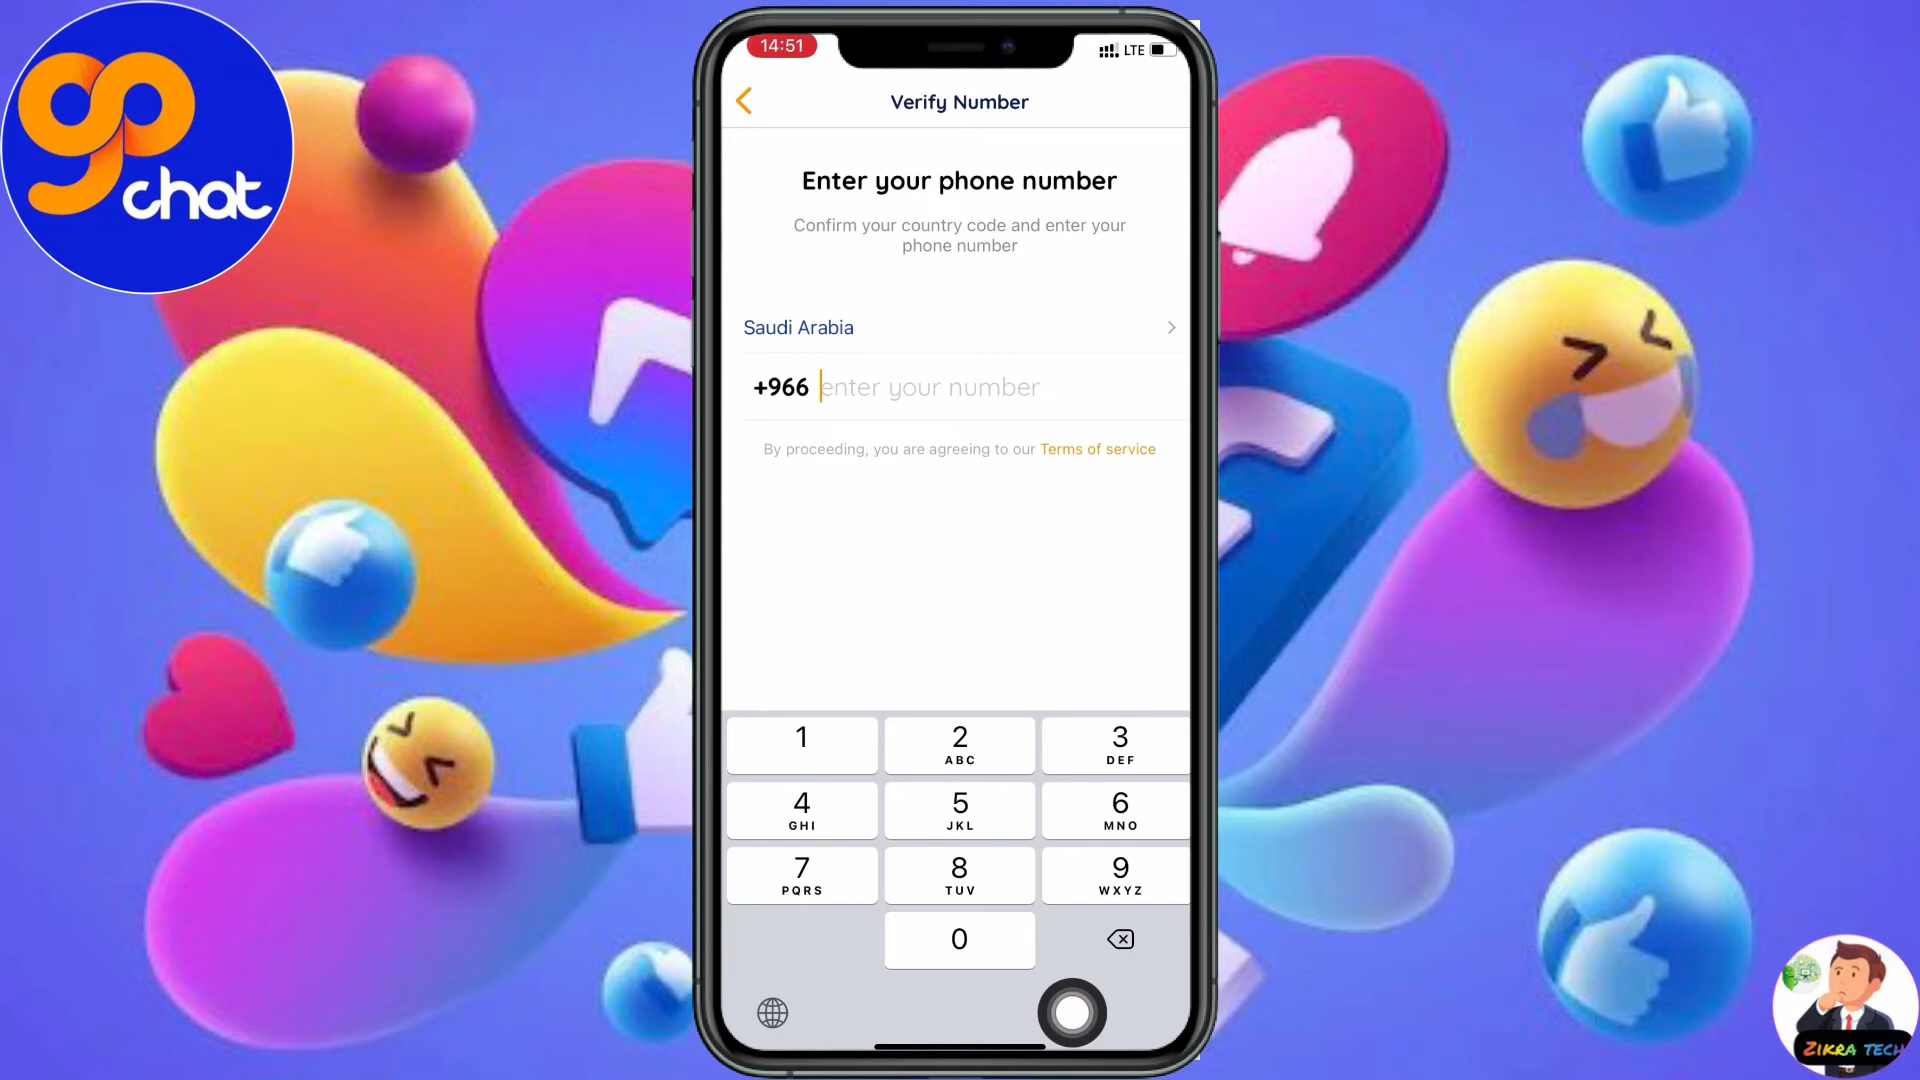 go
chat
14:51
LTE
Verify Number
Enter your phone number
Confirm your country code and enter your
phone number
Saudi Arabia
+966 enter your number
By proceeding, you are agreeing to our Terms of service
1
2
ABC
3
DEF
4
GHI
5
JKL
6
MNO
7
PQRS
8
TUV
9
WXYZ
0
ZIKRA TECH